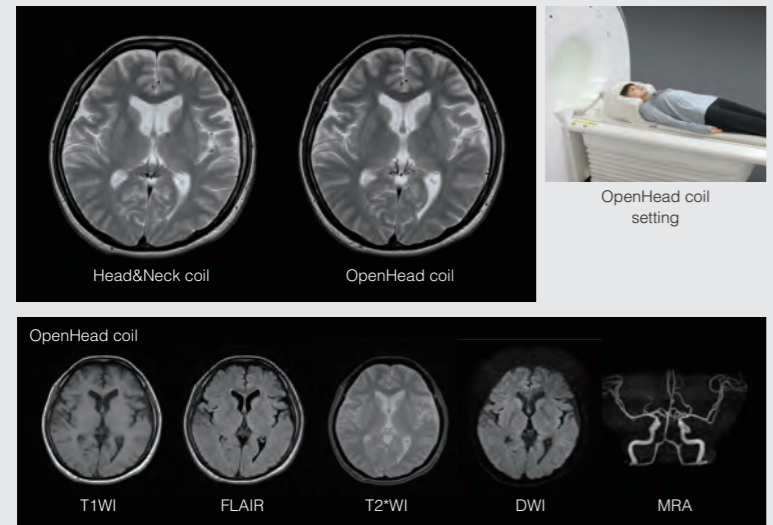 Head&Neck coil
OpenHead coil
OpenHead coil
setting
OpenHead coil
T1WI
FLAIR
T2*WI
DWI
MRA